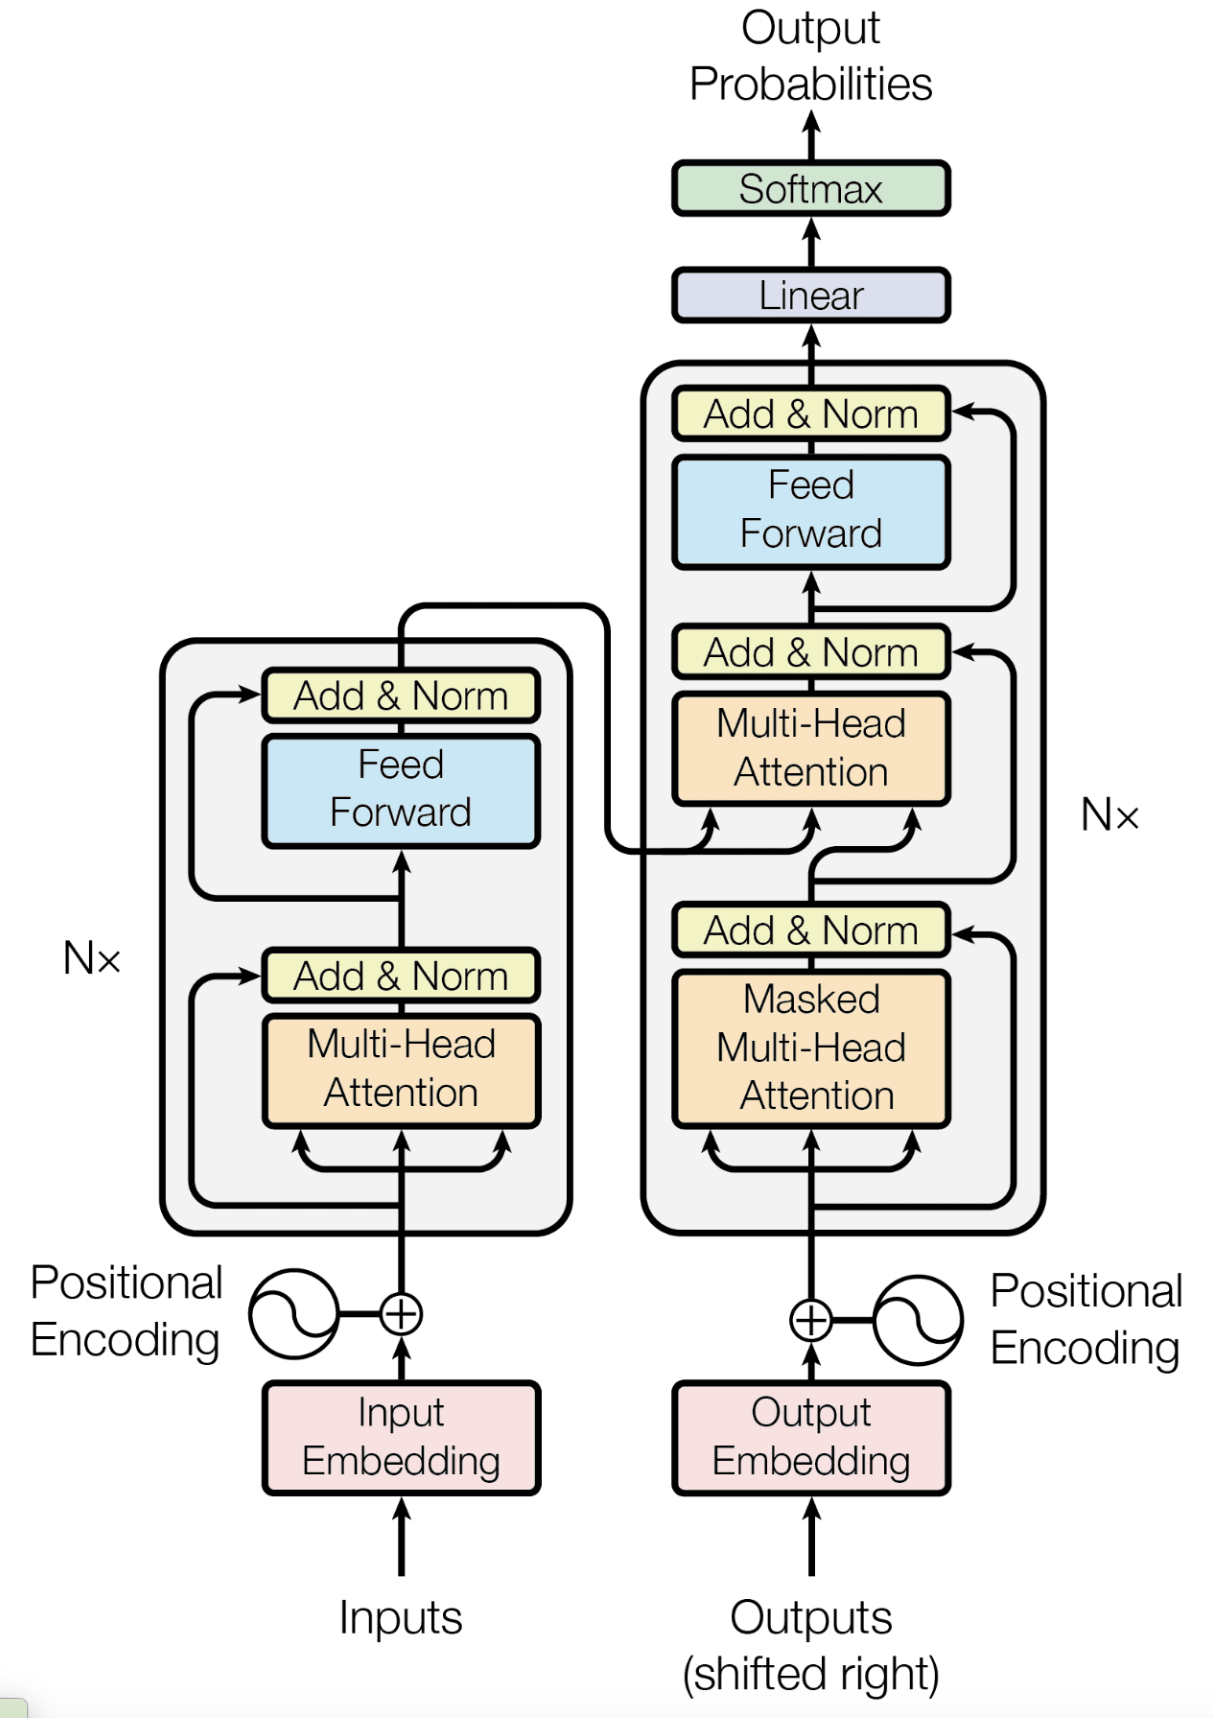 Output
Probabilities
Softmax
Linear
Add & Norm
Feed
Forward
Add & Norm
Multi-Head
Attention
Nx
Add & Norm
Masked
Multi-Head
Attention
Add & Norm
Feed
Forward
Nx
Add & Norm
Multi-Head
Attention
Positional
Encoding
Positional
Encoding
Input
Embedding
Output
Embedding
Inputs
Outputs
(shifted right)